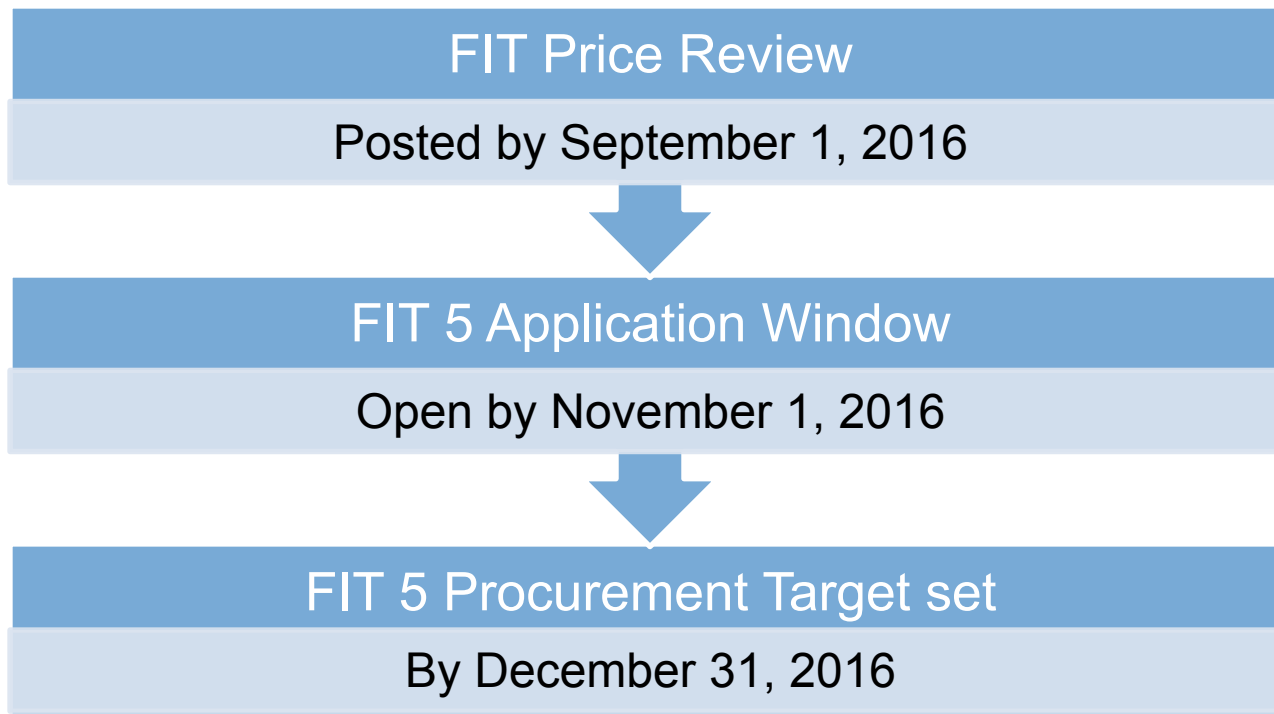 FIT Price Review
Posted by September 1, 2016
FIT 5 Application Window
Open by November 1, 2016
FIT 5 Procurement Target set
By December 31, 2016